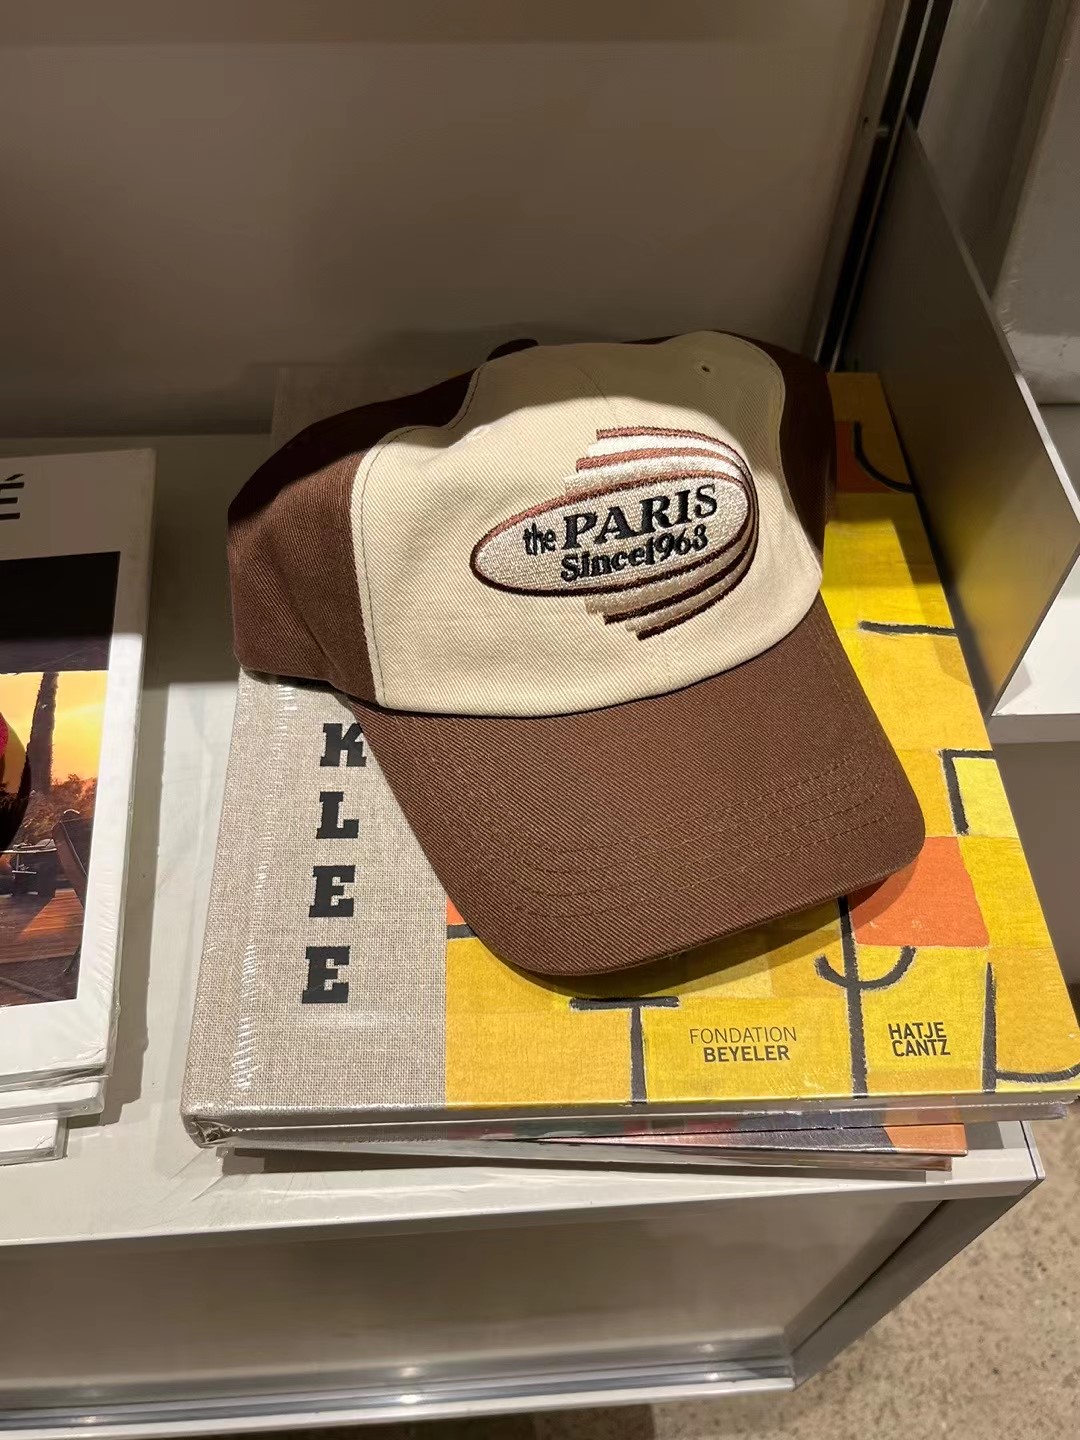 the PARIS
Since1963
É
KLEE
FONDATION
BEYELER
HATJE
CANTZ